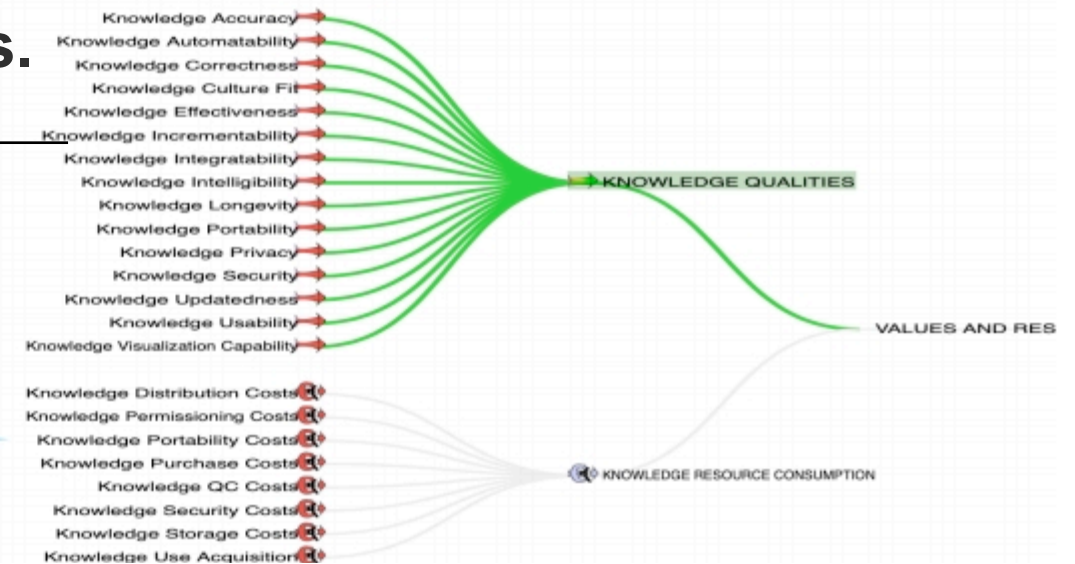 s.
Knowledge Accuracy
Knowledge Automatability
Knowledge Correctness
Knowledge Culture Fit
Knowledge Effectiveness
Knowledge Incrementability
Knowledge Integratability
Knowledge Intelligibility
Knowledge Longevity
Knowledge Portability
Knowledge Privacy
Knowledge Security
Knowledge Updatedness
Knowledge Usability
Knowledge Visualization Capability
KNOWLEDGE QUALITIES
VALUES AND RES
Knowledge Distribution Costs
Knowledge Permissioning Costs
Knowledge Portability Costs
Knowledge Purchase Costs
Knowledge QC Costs
Knowledge Security Costs
Knowledge Storage Costs
Knowledge Use Acquisition
KNOWLEDGE RESOURCE CONSUMPTION